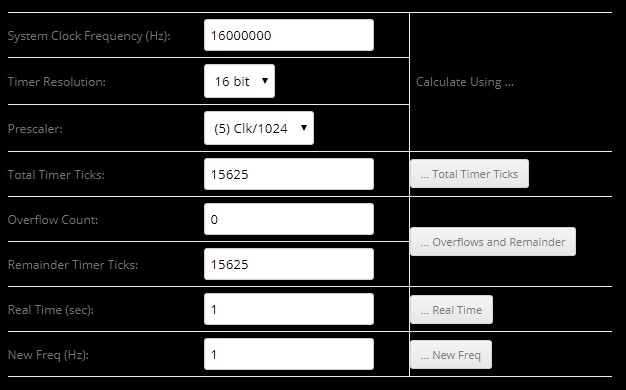 System Clock Frequency (Hz): 16000000
Timer Resolution: 16 bit Calculate Using ...
Prescaler: (5) Clk/1024
Total Timer Ticks: 15625 ... Total Timer Ticks
Overflow Count: 0
... Overflows and Remainder
Remainder Timer Ticks: 15625
Real Time (sec): 1 ... Real Time
New Freq (Hz): 1 ... New Freq